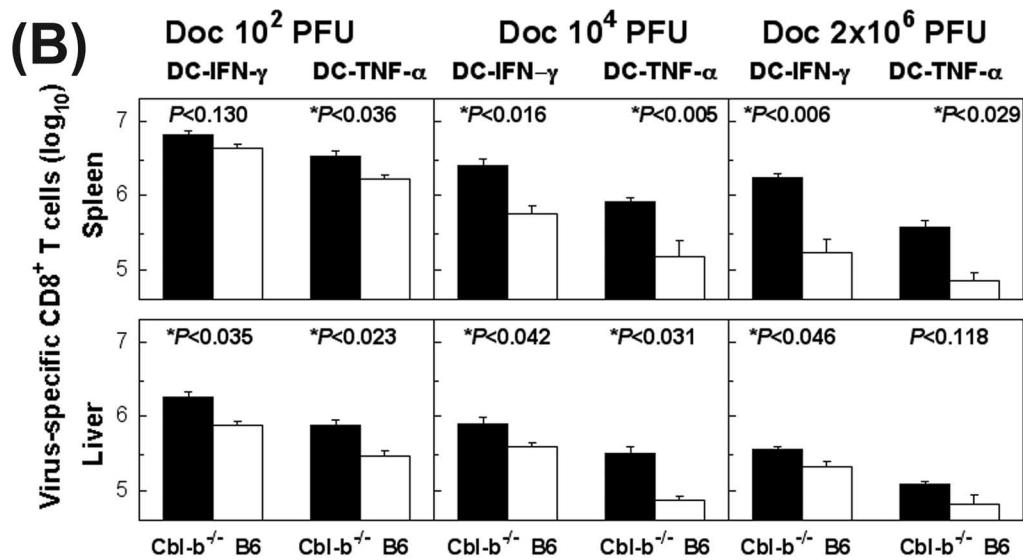 (B)
Doc 10² PFU Doc 10⁴ PFU Doc 2x10⁶ PFU
DC-IFN-γ DC-TNF-α DC-IFN–γ DC-TNF-α DC-IFN-γ DC-TNF-α
Virus-specific CD8⁺ T cells (log₁₀)
Spleen
P<0.130 *P<0.036 *P<0.016 *P<0.005 *P<0.006 *P<0.029
7
6
5
Liver
*P<0.035 *P<0.023 *P<0.042 *P<0.031 *P<0.046 P<0.118
7
6
5
Cbl-b⁻/⁻ B6 Cbl-b⁻/⁻ B6 Cbl-b⁻/⁻ B6 Cbl-b⁻/⁻ B6 Cbl-b⁻/⁻ B6 Cbl-b⁻/⁻ B6